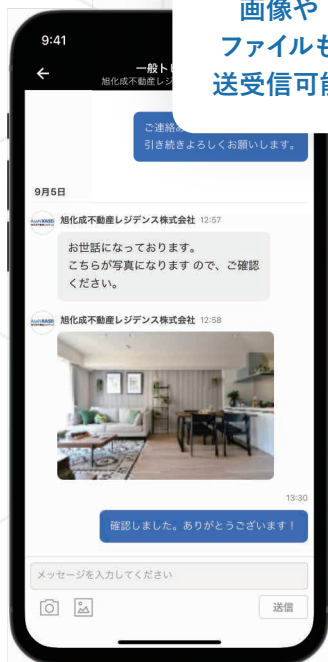 画像や
ファイルも
送受信可能
9:41
一般ト
旭化成不動産レジ
ご連絡
引き続きよろしくお願いします。
9月5日
旭化成不動産レジデンス株式会社 12:57
お世話になっております。
こちらが写真になります ので、ご確認
ください。
旭化成不動産レジデンス株式会社 12:58
13:30
確認しました。ありがとうございます！
メッセージを入力してください
送信